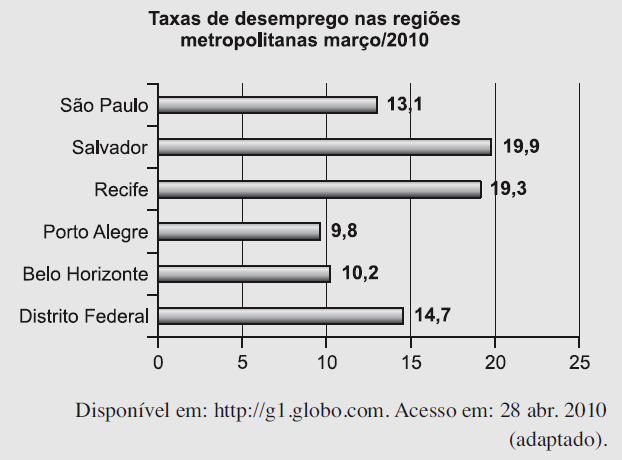 Taxas de desemprego nas regiões
metropolitanas março/2010
São Paulo 13,1
Salvador 19,9
Recife 19,3
Porto Alegre 9,8
Belo Horizonte 10,2
Distrito Federal 14,7
0 5 10 15 20 25
Disponível em: http://g1.globo.com. Acesso em: 28 abr. 2010
(adaptado).